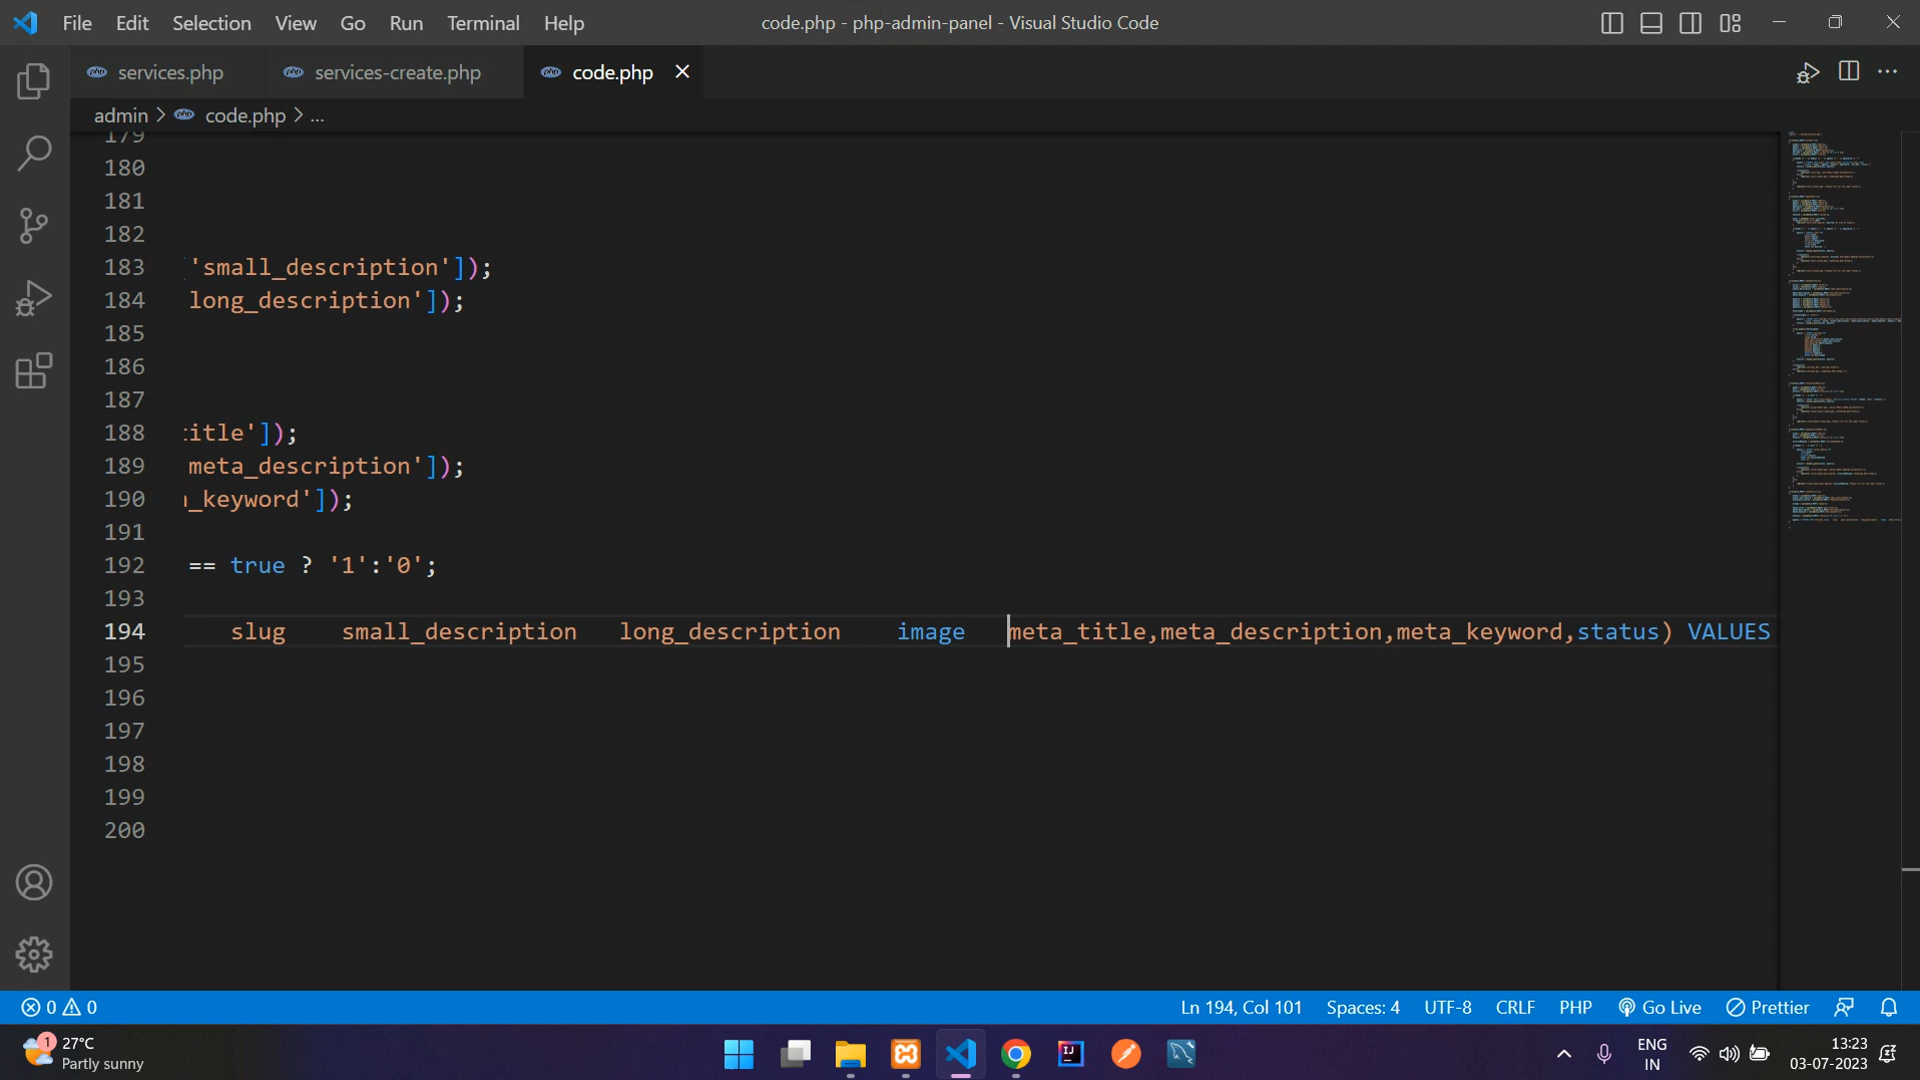 File Edit Selection View Go Run Terminal Help code.php - php-admin-panel - Visual Studio Code
services.php services-create.php code.php
admin > code.php > ...
179
180
181
182
183 'small_description']);
184 long_description']);
185
186
187
188 title']);
189 meta_description']);
190 _keyword']);
191
192 == true ? '1':'0';
193
194 slug small_description long_description image meta_title,meta_description,meta_keyword,status) VALUES
195
196
197
198
199
200
0 0 Ln 194, Col 101 Spaces: 4 UTF-8 CRLF PHP Go Live Prettier
1 27°C
Partly sunny
ENG
IN
13:23
03-07-2023